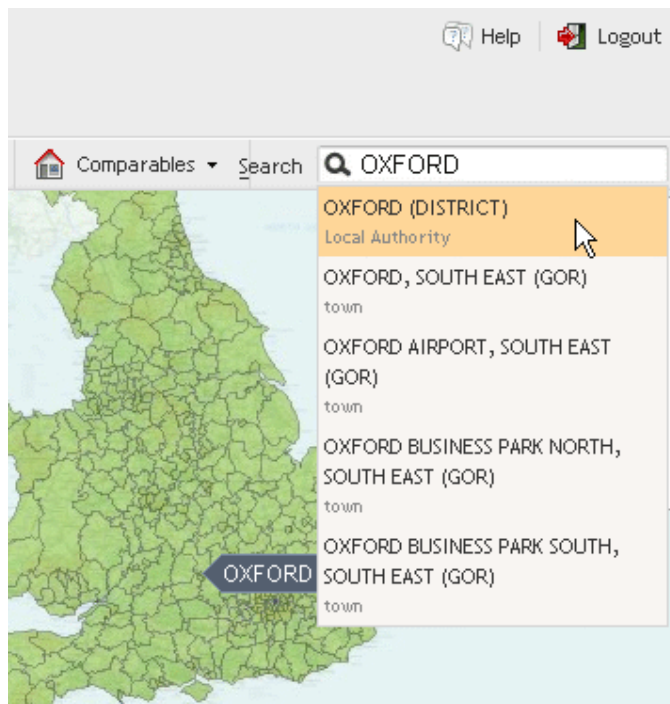 Help
Logout
Comparables
Search
OXFORD
OXFORD (DISTRICT)
Local Authority
OXFORD, SOUTH EAST (GOR)
town
OXFORD AIRPORT, SOUTH EAST
(GOR)
town
OXFORD BUSINESS PARK NORTH,
SOUTH EAST (GOR)
town
OXFORD BUSINESS PARK SOUTH,
SOUTH EAST (GOR)
town
OXFORD